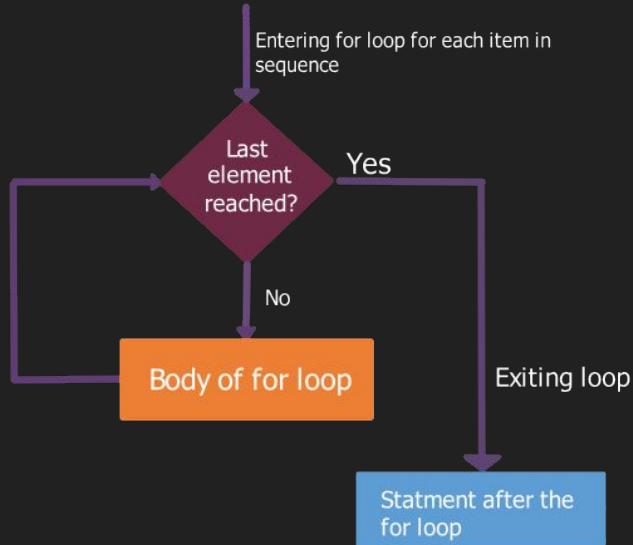 Entering for loop for each item in
sequence
Last
element
reached?
Yes
No
Body of for loop
Exiting loop
Statment after the
for loop